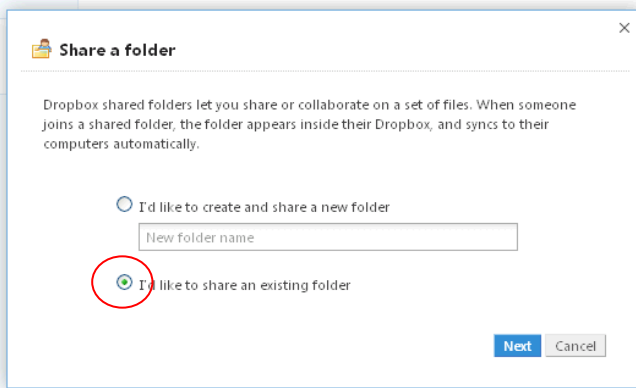 Share a folder
Dropbox shared folders let you share or collaborate on a set of files. When someone
joins a shared folder, the folder appears inside their Dropbox, and syncs to their
computers automatically.
I'd like to create and share a new folder
New folder name
I'd like to share an existing folder
Next Cancel